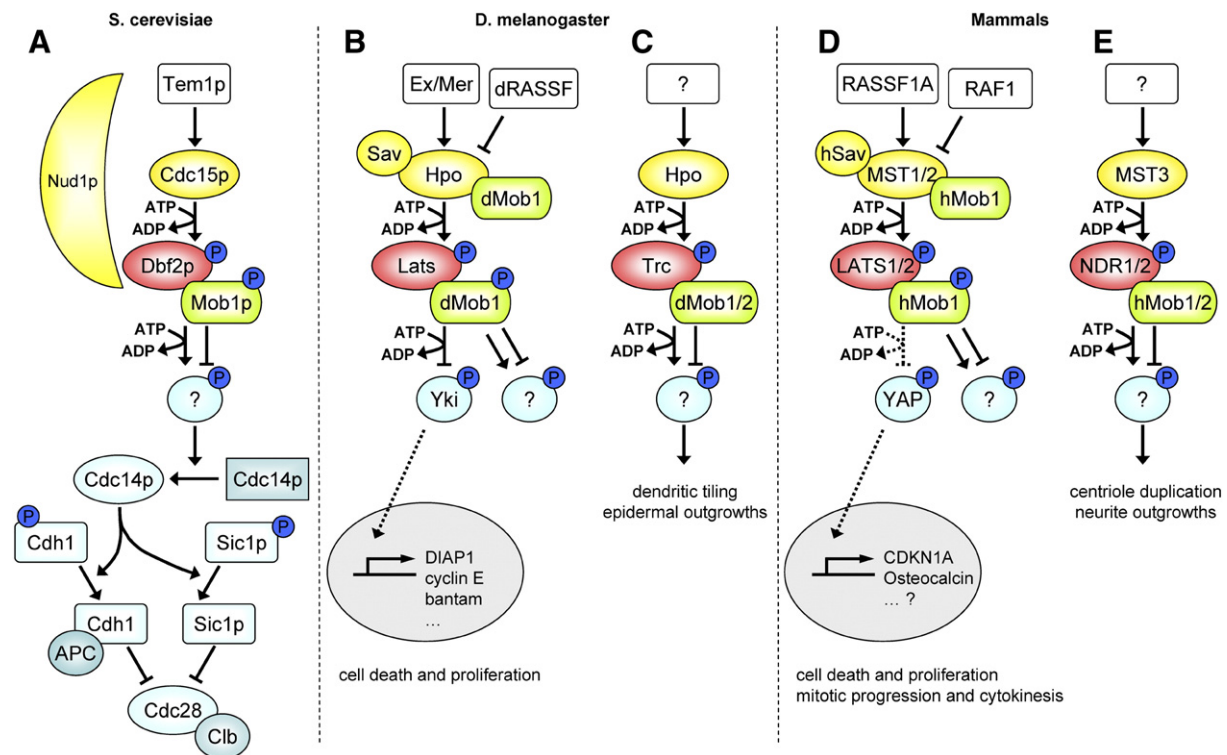 S. cerevisiae
D. melanogaster
Mammals
A
Tem1p
Nud1p
Cdc15p
ATP
ADP
P
Dbf2p
Mob1p
ATP
ADP
P
?
Cdc14p
Cdc14p
P
Cdh1
P
Sic1p
Cdh1
Sic1p
APC
Cdc28
Clb
B
Ex/Mer
dRASSF
Sav
Hpo
dMob1
ATP
ADP
P
Lats
P
dMob1
ATP
ADP
P
Yki
P
?
DIAP1
cyclin E
bantam
...
cell death and proliferation
C
?
Hpo
ATP
ADP
P
Trc
dMob1/2
ATP
ADP
P
?
dendritic tiling
epidermal outgrowths
D
RASSF1A
RAF1
hSav
MST1/2
hMob1
ATP
ADP
P
LATS1/2
P
hMob1
ATP
ADP
P
YAP
P
?
CDKN1A
Osteocalcin
... ?
cell death and proliferation
mitotic progression and cytokinesis
E
?
MST3
ATP
ADP
P
NDR1/2
hMob1/2
ATP
ADP
P
?
centriole duplication
neurite outgrowths